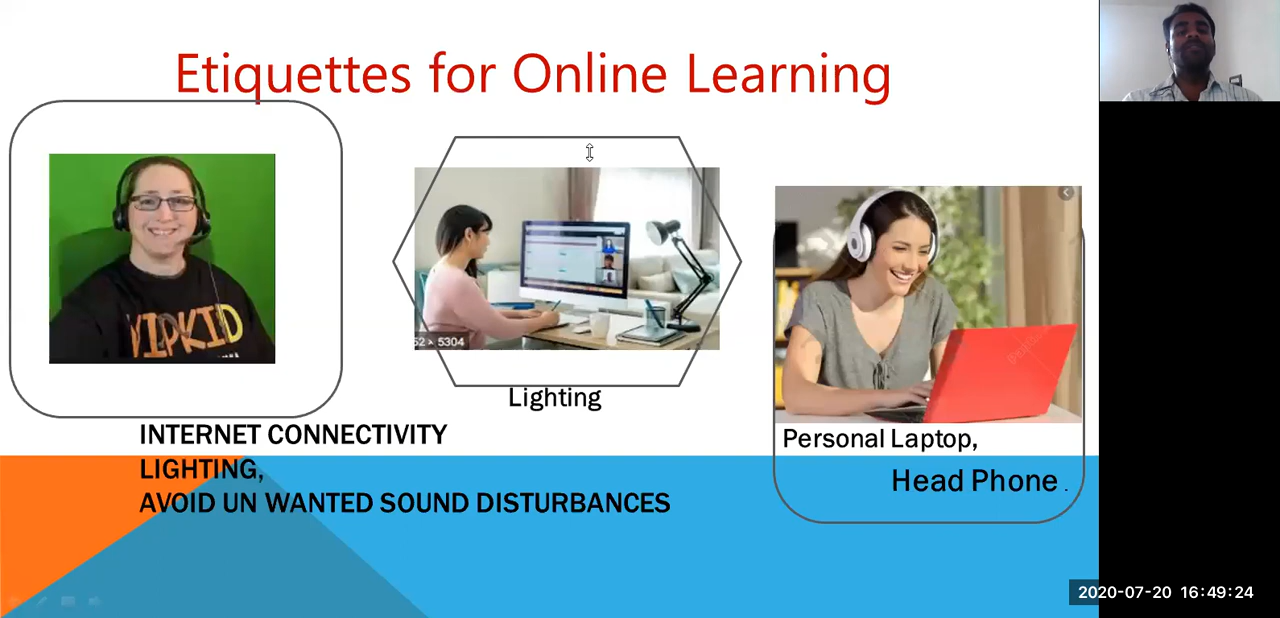 Etiquettes for Online Learning
VIPKID
52 × 5304
Lighting
INTERNET CONNECTIVITY
LIGHTING,
AVOID UN WANTED SOUND DISTURBANCES
Personal Laptop,
Head Phone .
2020-07-20 16:49:24